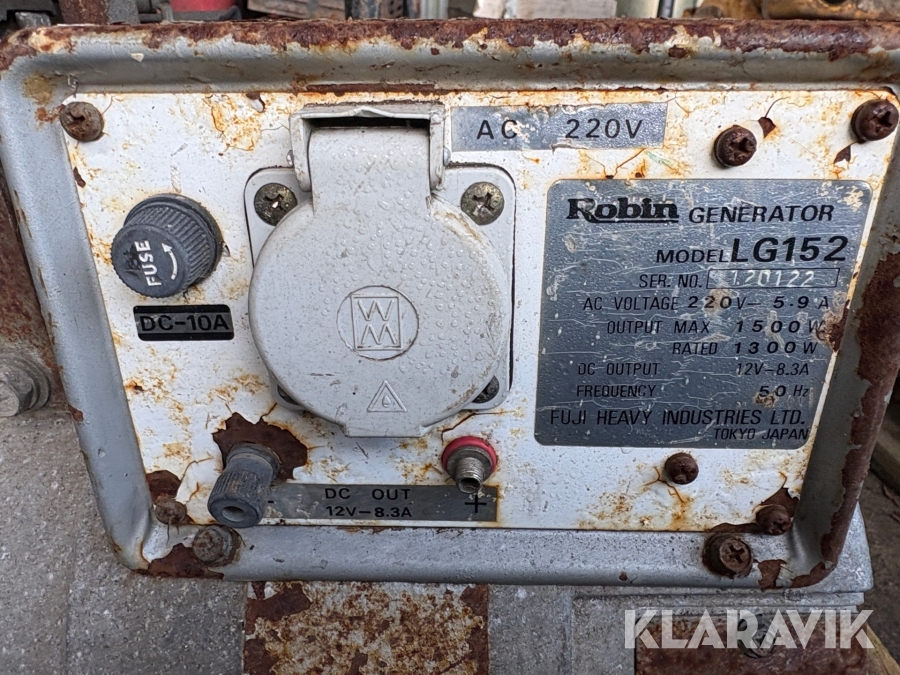 AC 220V
FUSE
DC-10A
Robin GENERATOR
MODEL LG152
SER. NO. 120122
AC VOLTAGE 220V-5.9A
OUTPUT MAX 1500W
RATED 1300W
DC OUTPUT 12V-8.3A
FREQUENCY 50Hz
FUJI HEAVY INDUSTRIES LTD.
TOKYO JAPAN
- DC OUT +
12V-8.3A
KLARAVIK